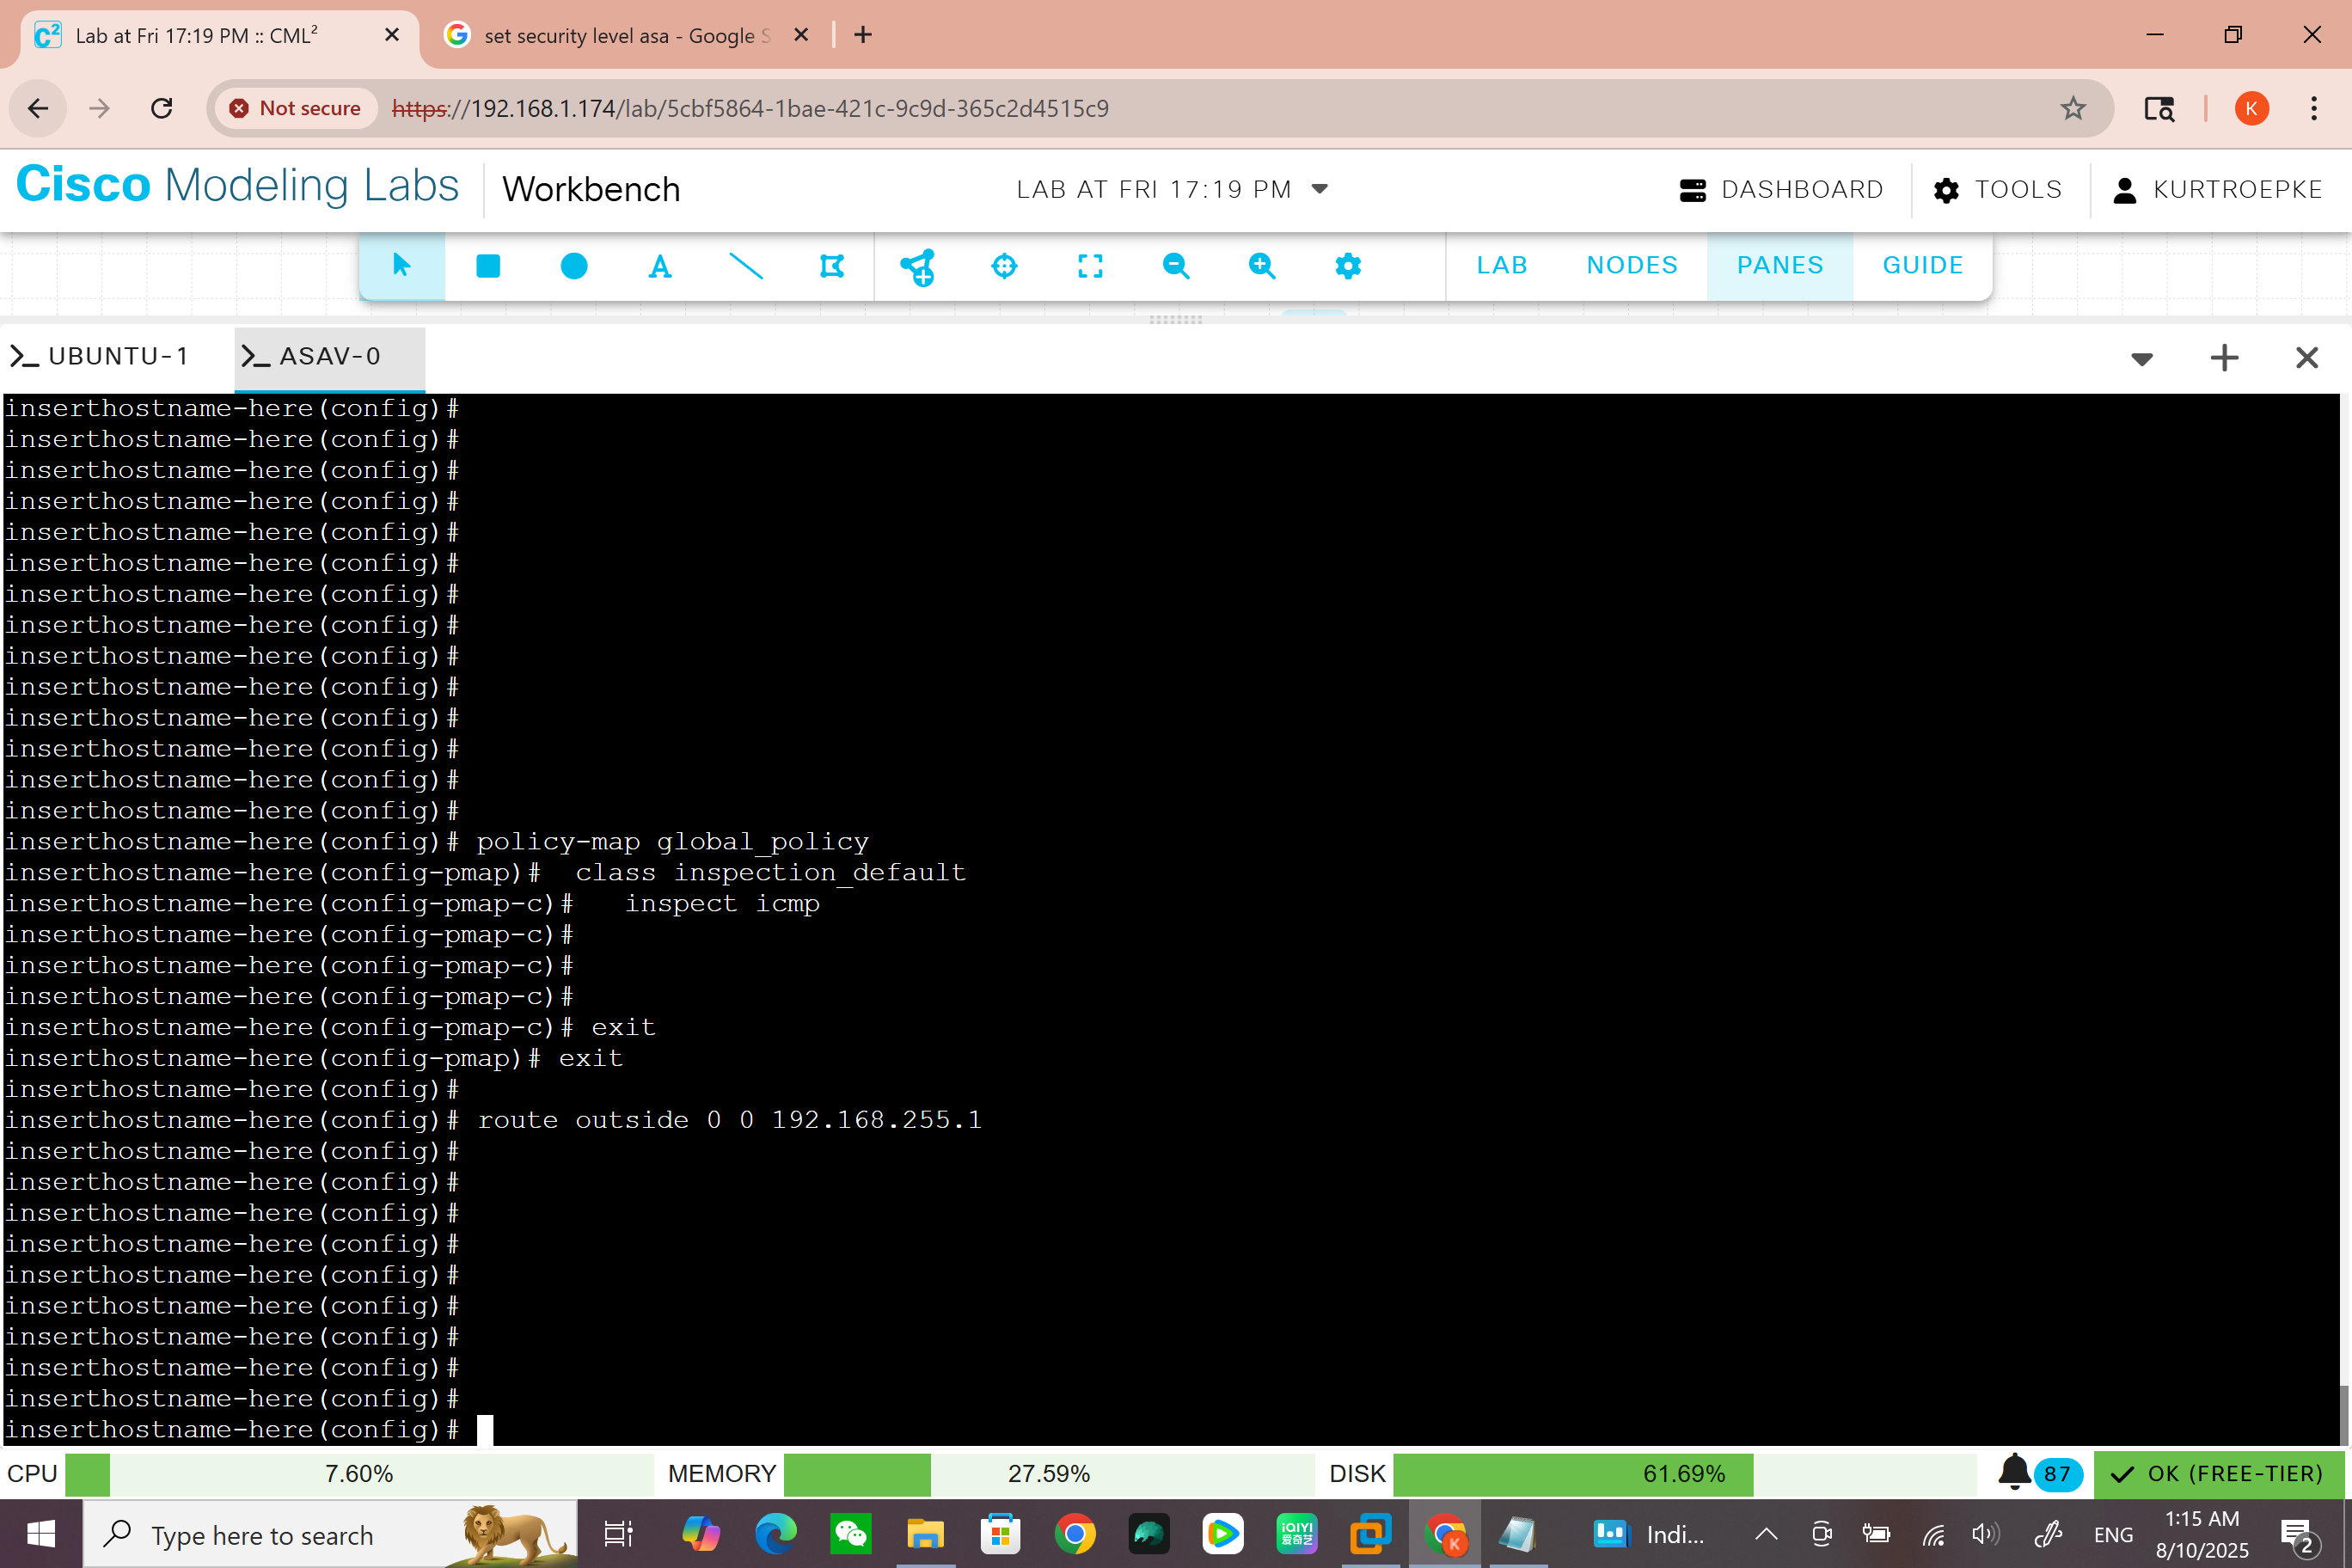 Lab at Fri 17:19 PM :: CML²
set security level asa - Google S
Not secure
https://192.168.1.174/lab/5cbf5864-1bae-421c-9c9d-365c2d4515c9
K
Cisco Modeling Labs
Workbench
LAB AT FRI 17:19 PM
DASHBOARD
TOOLS
KURTROEPKE
A
LAB
NODES
PANES
GUIDE
UBUNTU-1
ASAV-0
inserthostname-here(config)#
inserthostname-here(config)#
inserthostname-here(config)#
inserthostname-here(config)#
inserthostname-here(config)#
inserthostname-here(config)#
inserthostname-here(config)#
inserthostname-here(config)#
inserthostname-here(config)#
inserthostname-here(config)#
inserthostname-here(config)#
inserthostname-here(config)#
inserthostname-here(config)#
inserthostname-here(config)#
inserthostname-here(config)# policy-map global_policy
inserthostname-here(config-pmap)#  class inspection_default
inserthostname-here(config-pmap-c)#   inspect icmp
inserthostname-here(config-pmap-c)#
inserthostname-here(config-pmap-c)#
inserthostname-here(config-pmap-c)#
inserthostname-here(config-pmap-c)# exit
inserthostname-here(config-pmap)# exit
inserthostname-here(config)#
inserthostname-here(config)# route outside 0 0 192.168.255.1
inserthostname-here(config)#
inserthostname-here(config)#
inserthostname-here(config)#
inserthostname-here(config)#
inserthostname-here(config)#
inserthostname-here(config)#
inserthostname-here(config)#
inserthostname-here(config)#
inserthostname-here(config)#
inserthostname-here(config)#
CPU 7.60% MEMORY 27.59% DISK 61.69% 87 OK (FREE-TIER)
Type here to search
iQIYI
爱奇艺
K
Indi...
ENG
1:15 AM
8/10/2025
2